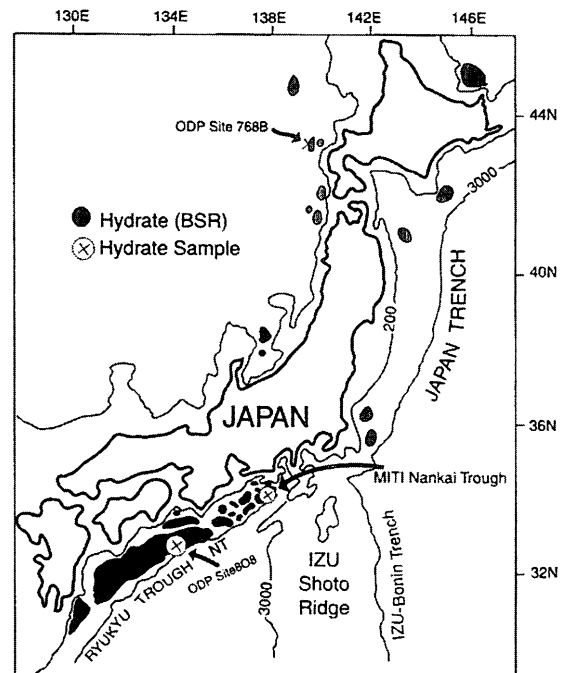 130E 134E 138E 142E 146E
44N
ODP Site 768B
3000
Hydrate (BSR)
Hydrate Sample
40N
200
JAPAN TRENCH
JAPAN
36N
MITI Nankai Trough
NT
ODP Site808
RYUKYU TROUGH
3000
IZU
Shoto
Ridge
IZU-Bonin Trench
32N